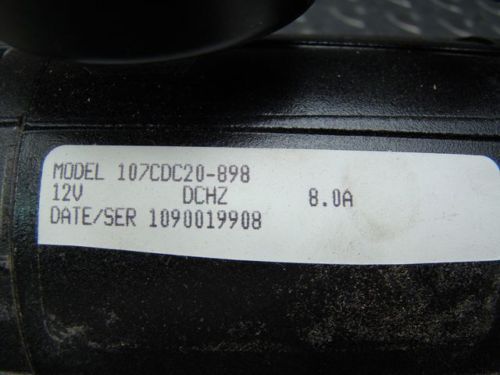 MODEL 107CDC20-898
12V DCHZ 8.0A
DATE/SER 1090019908